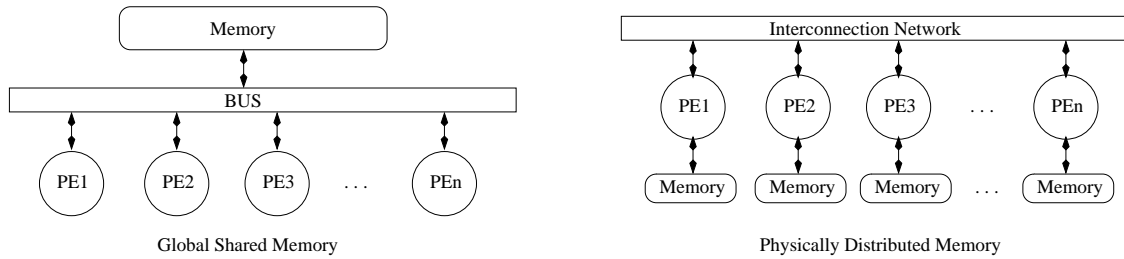 Memory
BUS
PE1 PE2 PE3 . . . PEn
Global Shared Memory
Interconnection Network
PE1 PE2 PE3 . . . PEn
Memory Memory Memory . . . Memory
Physically Distributed Memory